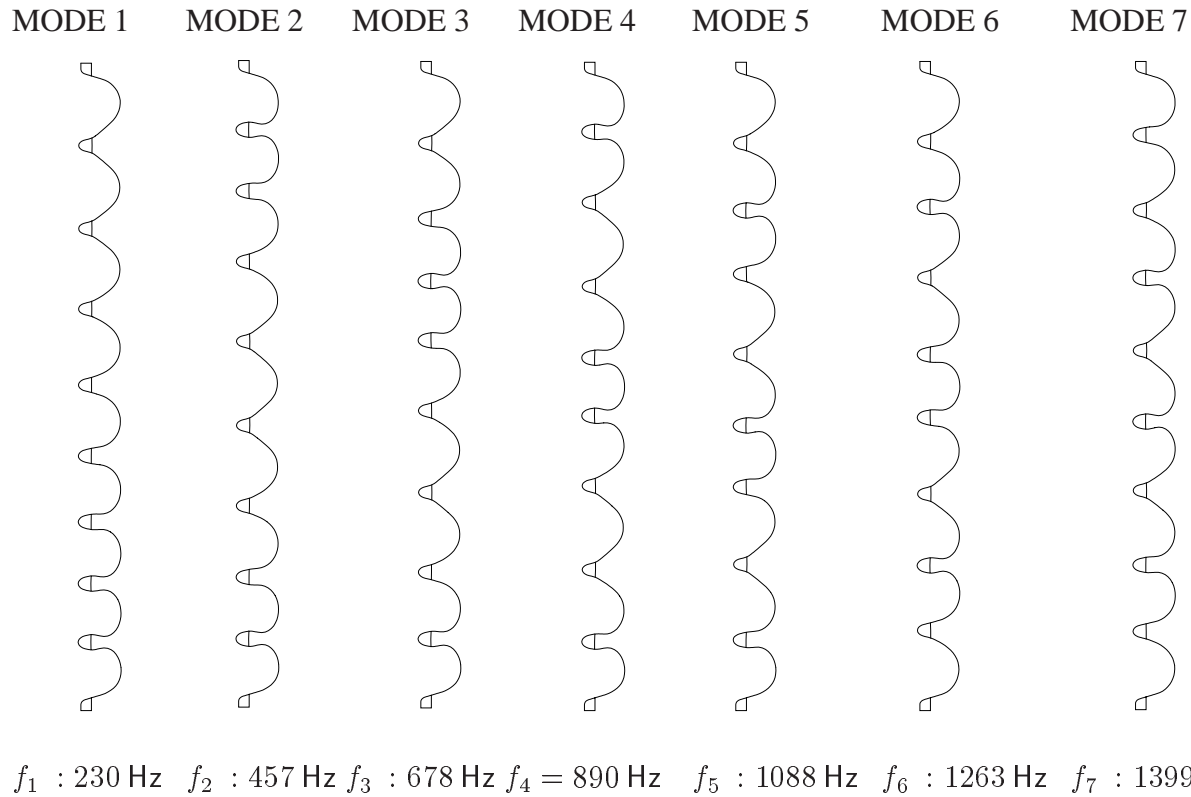 MODE 1 MODE 2 MODE 3 MODE 4 MODE 5 MODE 6 MODE 7
f₁ : 230 Hz f₂ : 457 Hz f₃ : 678 Hz f₄ = 890 Hz f₅ : 1088 Hz f₆ : 1263 Hz f₇ : 1399